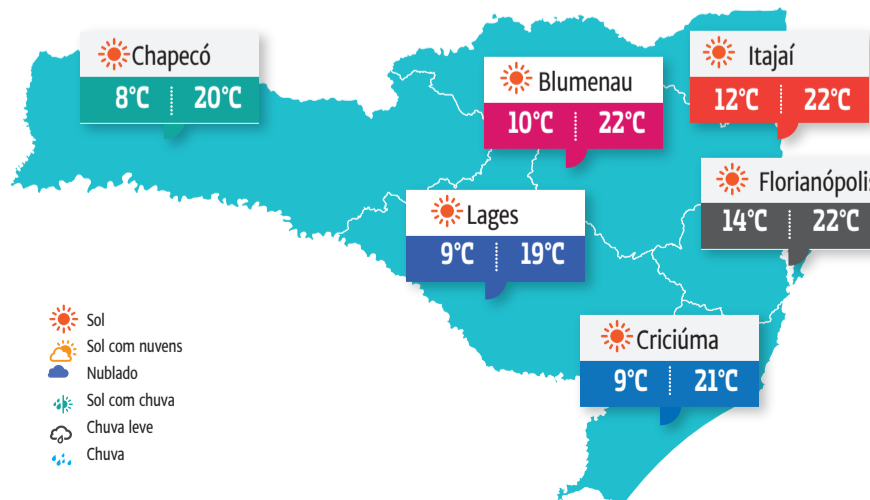 Chapecó
8°C 20°C
Blumenau
10°C 22°C
Itajaí
12°C 22°C
Florianópolis
14°C 22°C
Lages
9°C 19°C
Criciúma
9°C 21°C
Sol
Sol com nuvens
Nublado
Sol com chuva
Chuva leve
Chuva